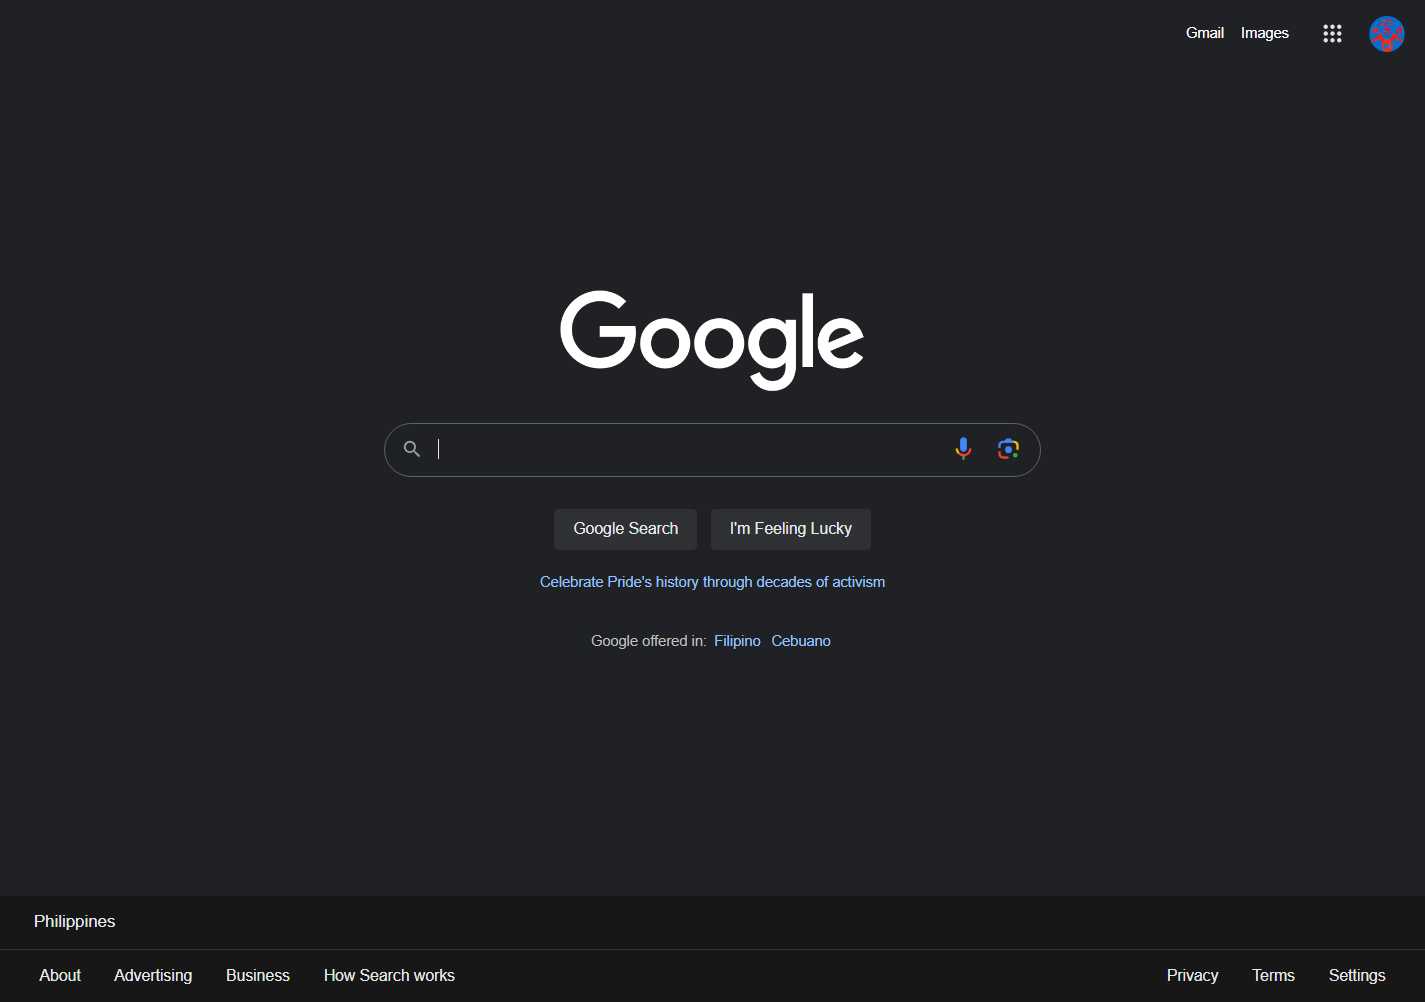 Gmail Images
Google
Google Search I'm Feeling Lucky
Celebrate Pride's history through decades of activism
Google offered in: Filipino Cebuano
Philippines
About Advertising Business How Search works Privacy Terms Settings